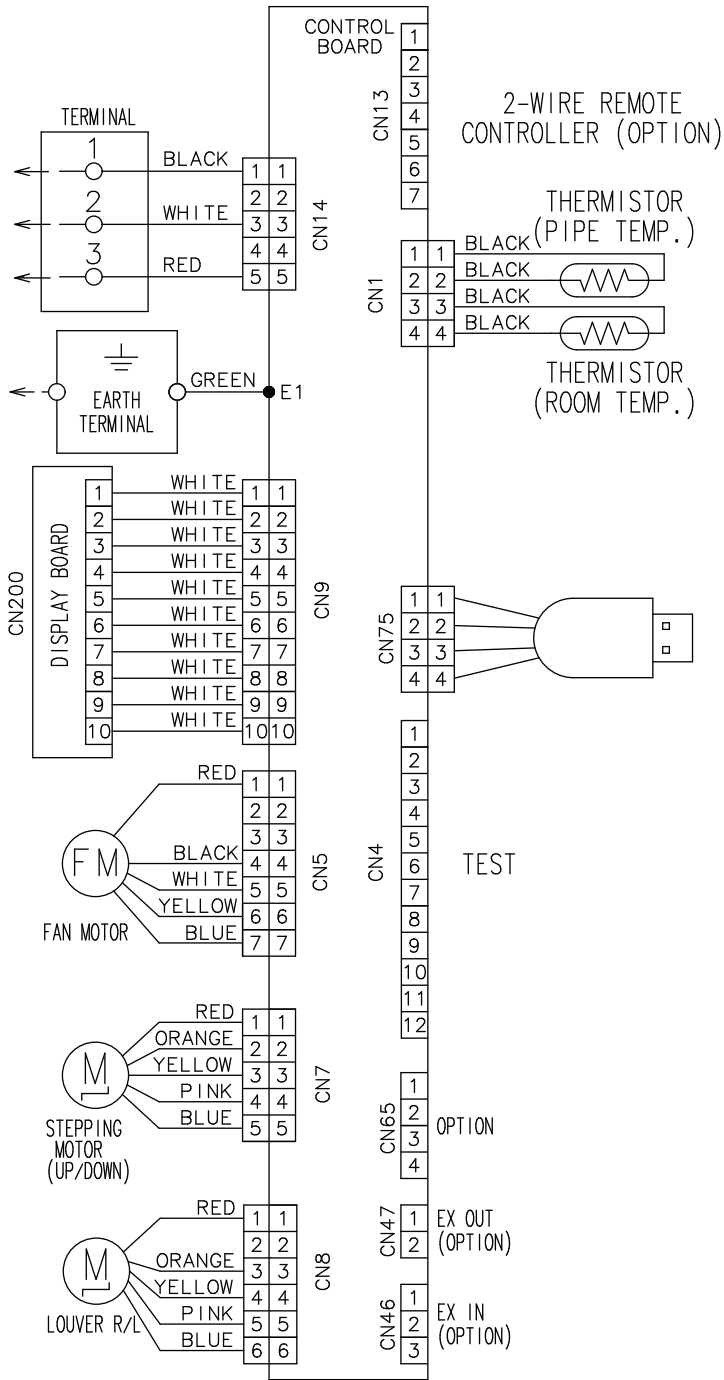 CONTROL
BOARD
CN13
1
2
3
4
5
6
7
2-WIRE REMOTE
CONTROLLER (OPTION)
TERMINAL
1
2
3
BLACK
WHITE
RED
1 1
2 2
3 3
4 4
5 5
CN14
THERMISTOR
(PIPE TEMP.)
CN1
1 1
2 2
3 3
4 4
BLACK
BLACK
BLACK
BLACK
THERMISTOR
(ROOM TEMP.)
EARTH
TERMINAL
GREEN
E1
CN200
DISPLAY BOARD
1
2
3
4
5
6
7
8
9
10
WHITE
WHITE
WHITE
WHITE
WHITE
WHITE
WHITE
WHITE
WHITE
WHITE
1 1
2 2
3 3
4 4
5 5
6 6
7 7
8 8
9 9
10 10
CN9
CN75
1 1
2 2
3 3
4 4
FM
FAN MOTOR
RED
BLACK
WHITE
YELLOW
BLUE
1 1
2 2
3 3
4 4
5 5
6 6
7 7
CN5
CN4
1
2
3
4
5
6
7
8
9
10
11
12
TEST
M
STEPPING
MOTOR
(UP/DOWN)
RED
ORANGE
YELLOW
PINK
BLUE
1 1
2 2
3 3
4 4
5 5
CN7
CN65
1
2
3
4
OPTION
M
LOUVER R/L
RED
ORANGE
YELLOW
PINK
BLUE
1 1
2 2
3 3
4 4
5 5
6 6
CN8
CN47
1
2
EX OUT
(OPTION)
CN46
1
2
3
EX IN
(OPTION)